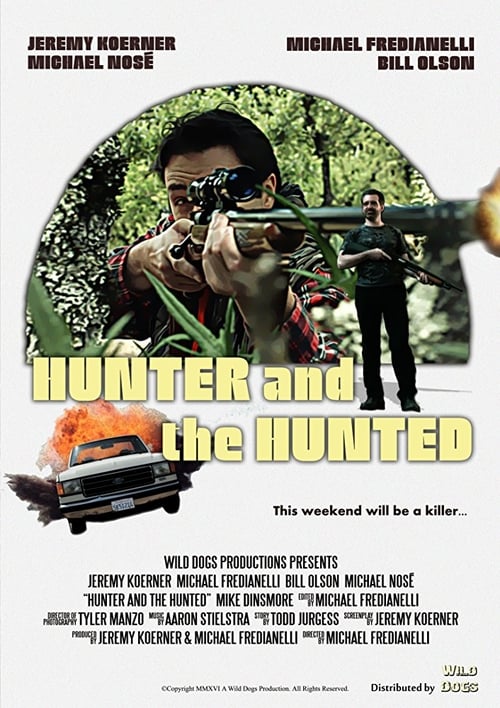 JEREMY KOERNER MICHAEL FREDIANELLI
MICHAEL NOSÉ BILL OLSON
HUNTER and
the HUNTED
This weekend will be a killer...
WILD DOGS PRODUCTIONS PRESENTS
JEREMY KOERNER MICHAEL FREDIANELLI BILL OLSON MICHAEL NOSÉ
"HUNTER AND THE HUNTED" MIKE DINSMORE EDITED BY MICHAEL FREDIANELLI
DIRECTOR OF PHOTOGRAPHY TYLER MANZO MUSIC BY AARON STIELSTRA STORY BY TODD JURGESS SCREENPLAY BY JEREMY KOERNER
PRODUCED BY JEREMY KOERNER & MICHAEL FREDIANELLI DIRECTED BY MICHAEL FREDIANELLI
©Copyright MMXVI A Wild Dogs Production. All Rights Reserved. Distributed by WILD DOGS